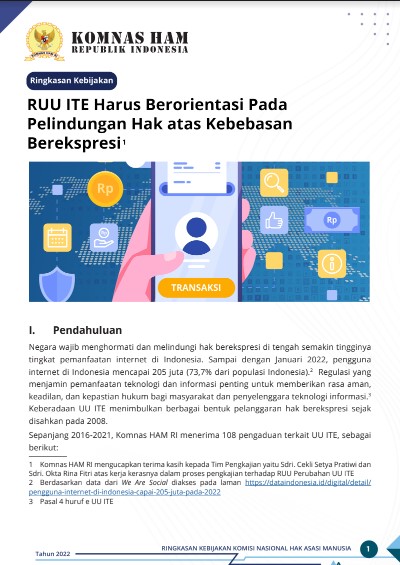 KOMNAS HAM
REPUBLIK INDONESIA
Ringkasan Kebijakan
RUU ITE Harus Berorientasi Pada
Pelindungan Hak atas Kebebasan
Berekspresi¹
Rp
Rp
Rp
TRANSAKSI
I. Pendahuluan
Negara wajib menghormati dan melindungi hak berekspresi di tengah semakin tingginya
tingkat pemanfaatan internet di Indonesia. Sampai dengan Januari 2022, pengguna
internet di Indonesia mencapai 205 juta (73,7% dari populasi Indonesia).² Regulasi yang
menjamin pemanfaatan teknologi dan informasi penting untuk memberikan rasa aman,
keadilan, dan kepastian hukum bagi masyarakat dan penyelenggara teknologi informasi.³
Keberadaan UU ITE menimbulkan berbagai bentuk pelanggaran hak berekspresi sejak
disahkan pada 2008.
Sepanjang 2016-2021, Komnas HAM RI menerima 108 pengaduan terkait UU ITE, sebagai
berikut:
1 Komnas HAM RI mengucapkan terima kasih kepada Tim Pengkajian yaitu Sdri. Cekli Setya Pratiwi dan
Sdri. Okta Rina Fitri atas kerja kerasnya dalam proses pengkajian terhadap RUU Perubahan UU ITE
2 Berdasarkan data dari We Are Social diakses pada laman https://dataindonesia.id/digital/detail/
pengguna-internet-di-indonesia-capai-205-juta-pada-2022
3 Pasal 4 huruf e UU ITE
Tahun 2022
RINGKASAN KEBIJAKAN KOMISI NASIONAL HAK ASASI MANUSIA
1